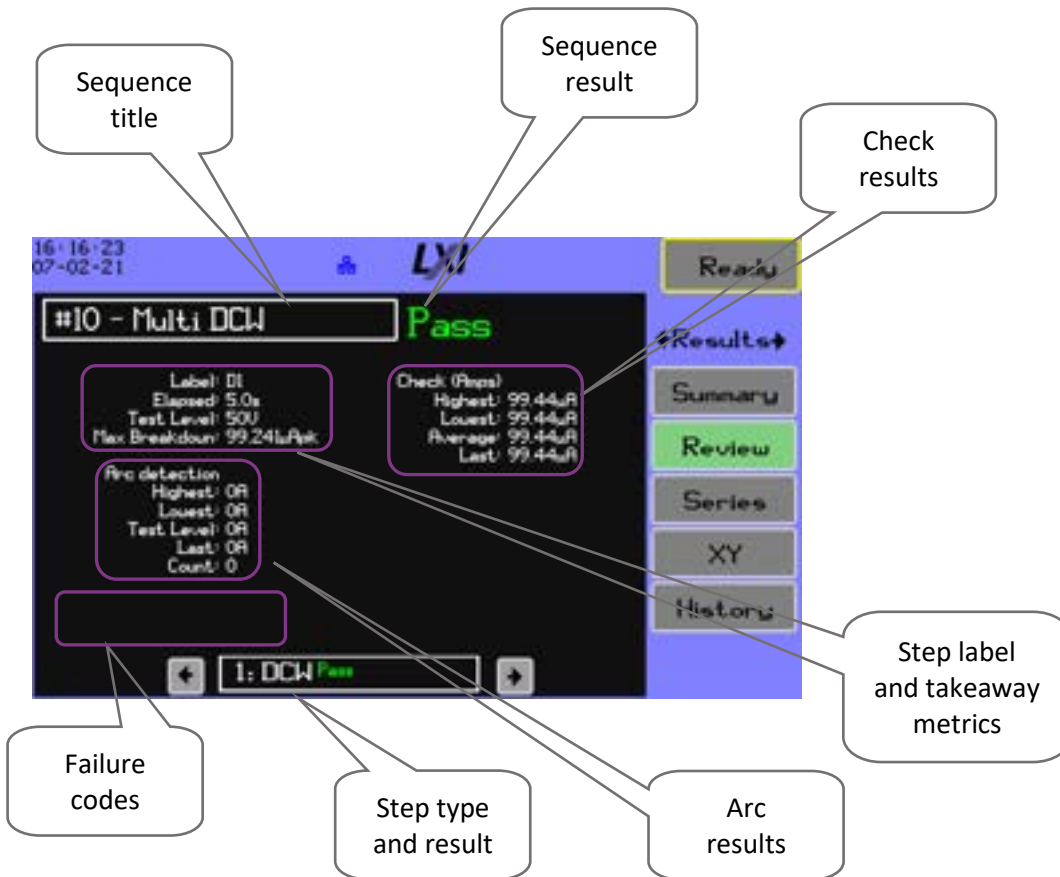 Sequence
title
Sequence
result
Check
results
16:16:23
07-02-21
LXI
Ready
#10 - Multi DCW
Pass
Results
Label: D1
Elapsed: 5.0s
Test Level: 50V
Max Breakdown: 99.241uApk
Check (Amps)
Highest: 99.44uA
Lowest: 99.44uA
Average: 99.44uA
Last: 99.44uA
Arc detection
Highest: 0A
Lowest: 0A
Test Level: 0A
Last: 0A
Count: 0
Summary
Review
Series
XY
History
1: DCW Pass
Step label
and takeaway
metrics
Failure
codes
Step type
and result
Arc
results